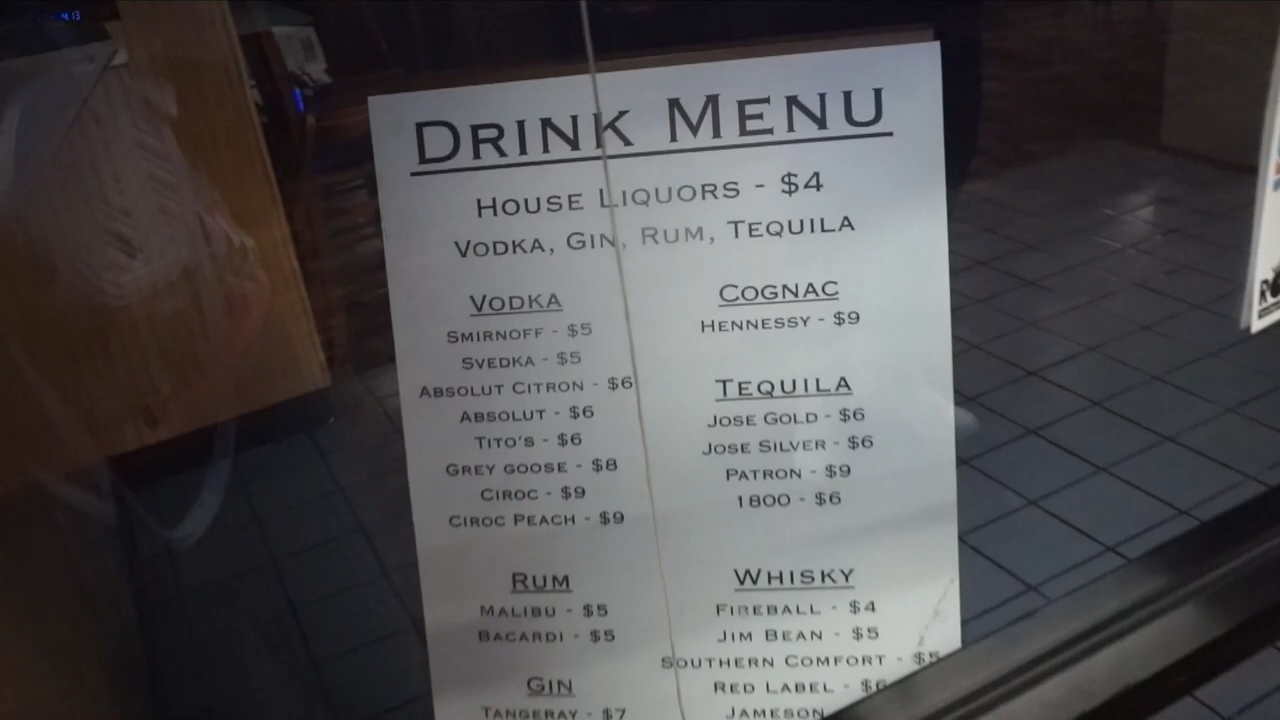 DRINK MENU
HOUSE LIQUORS - $4
VODKA, GIN, RUM, TEQUILA
VODKA
SMIRNOFF - $5
SVEDKA - $5
ABSOLUT CITRON - $6
ABSOLUT - $6
TITO'S - $6
GREY GOOSE - $8
CIROC - $9
CIROC PEACH - $9
RUM
MALIBU - $5
BACARDI - $5
GIN
TANGERAY - $7
COGNAC
HENNESSY - $9
TEQUILA
JOSE GOLD - $6
JOSE SILVER - $6
PATRON - $9
1800 - $6
WHISKY
FIREBALL - $4
JIM BEAN - $5
SOUTHERN COMFORT - $5
RED LABEL - $6
JAMESON